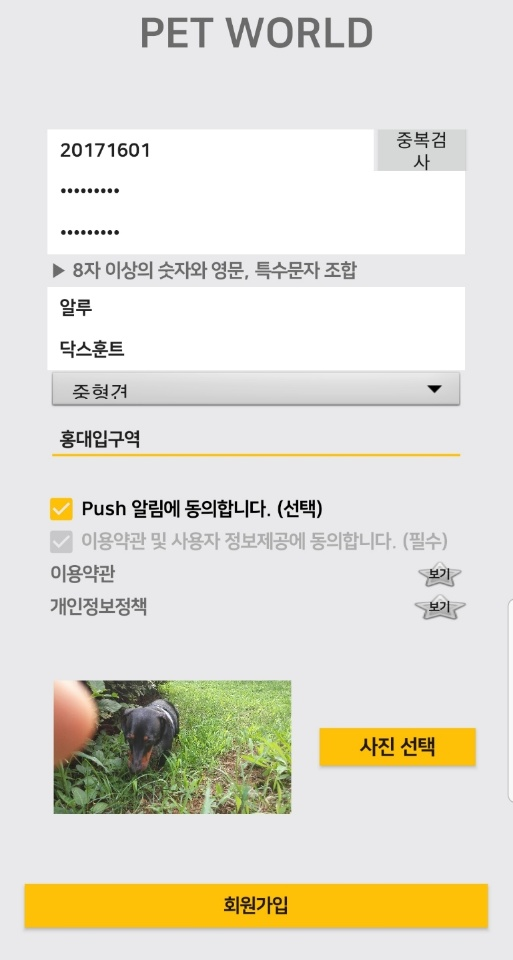 PET WORLD
20171601
중복검
사
•••••••••
•••••••••
▶ 8자 이상의 숫자와 영문, 특수문자 조합
알루
닥스훈트
중형견
홍대입구역
Push 알림에 동의합니다. (선택)
이용약관 및 사용자 정보제공에 동의합니다. (필수)
이용약관 보기
개인정보정책 보기
사진 선택
회원가입